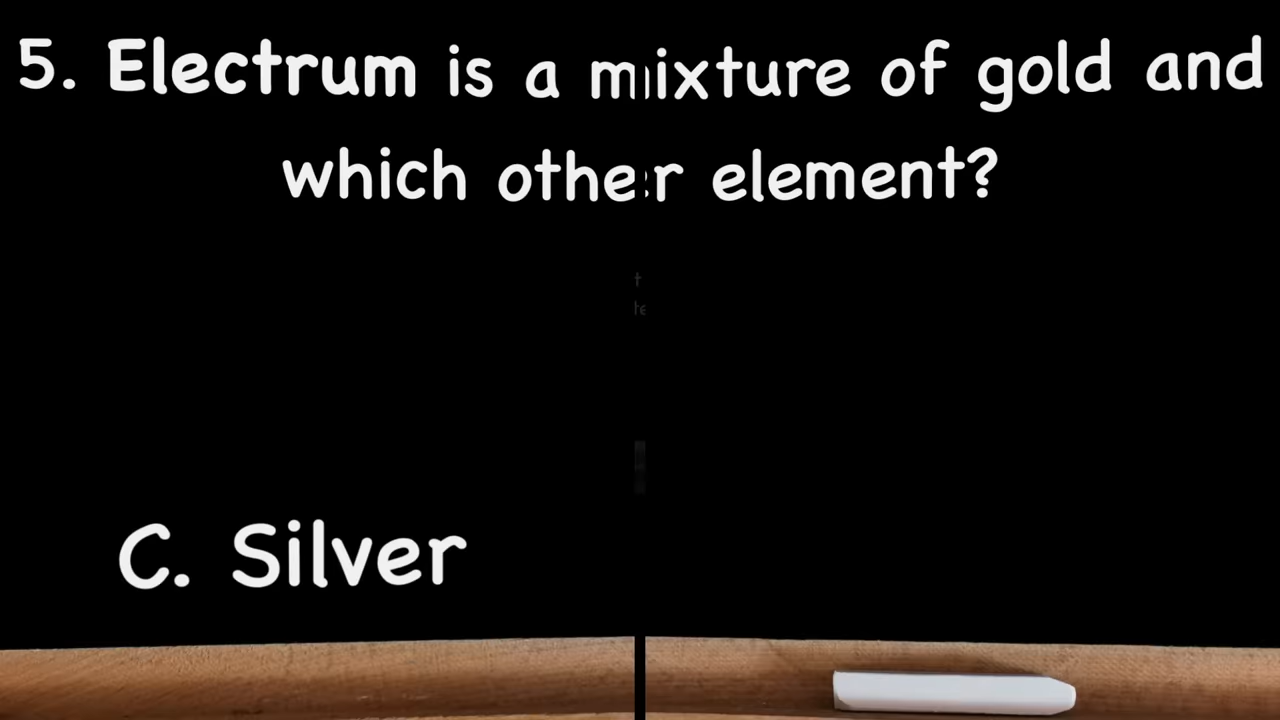 5. Electrum is a mixture of gold and
which other element?
C. Silver